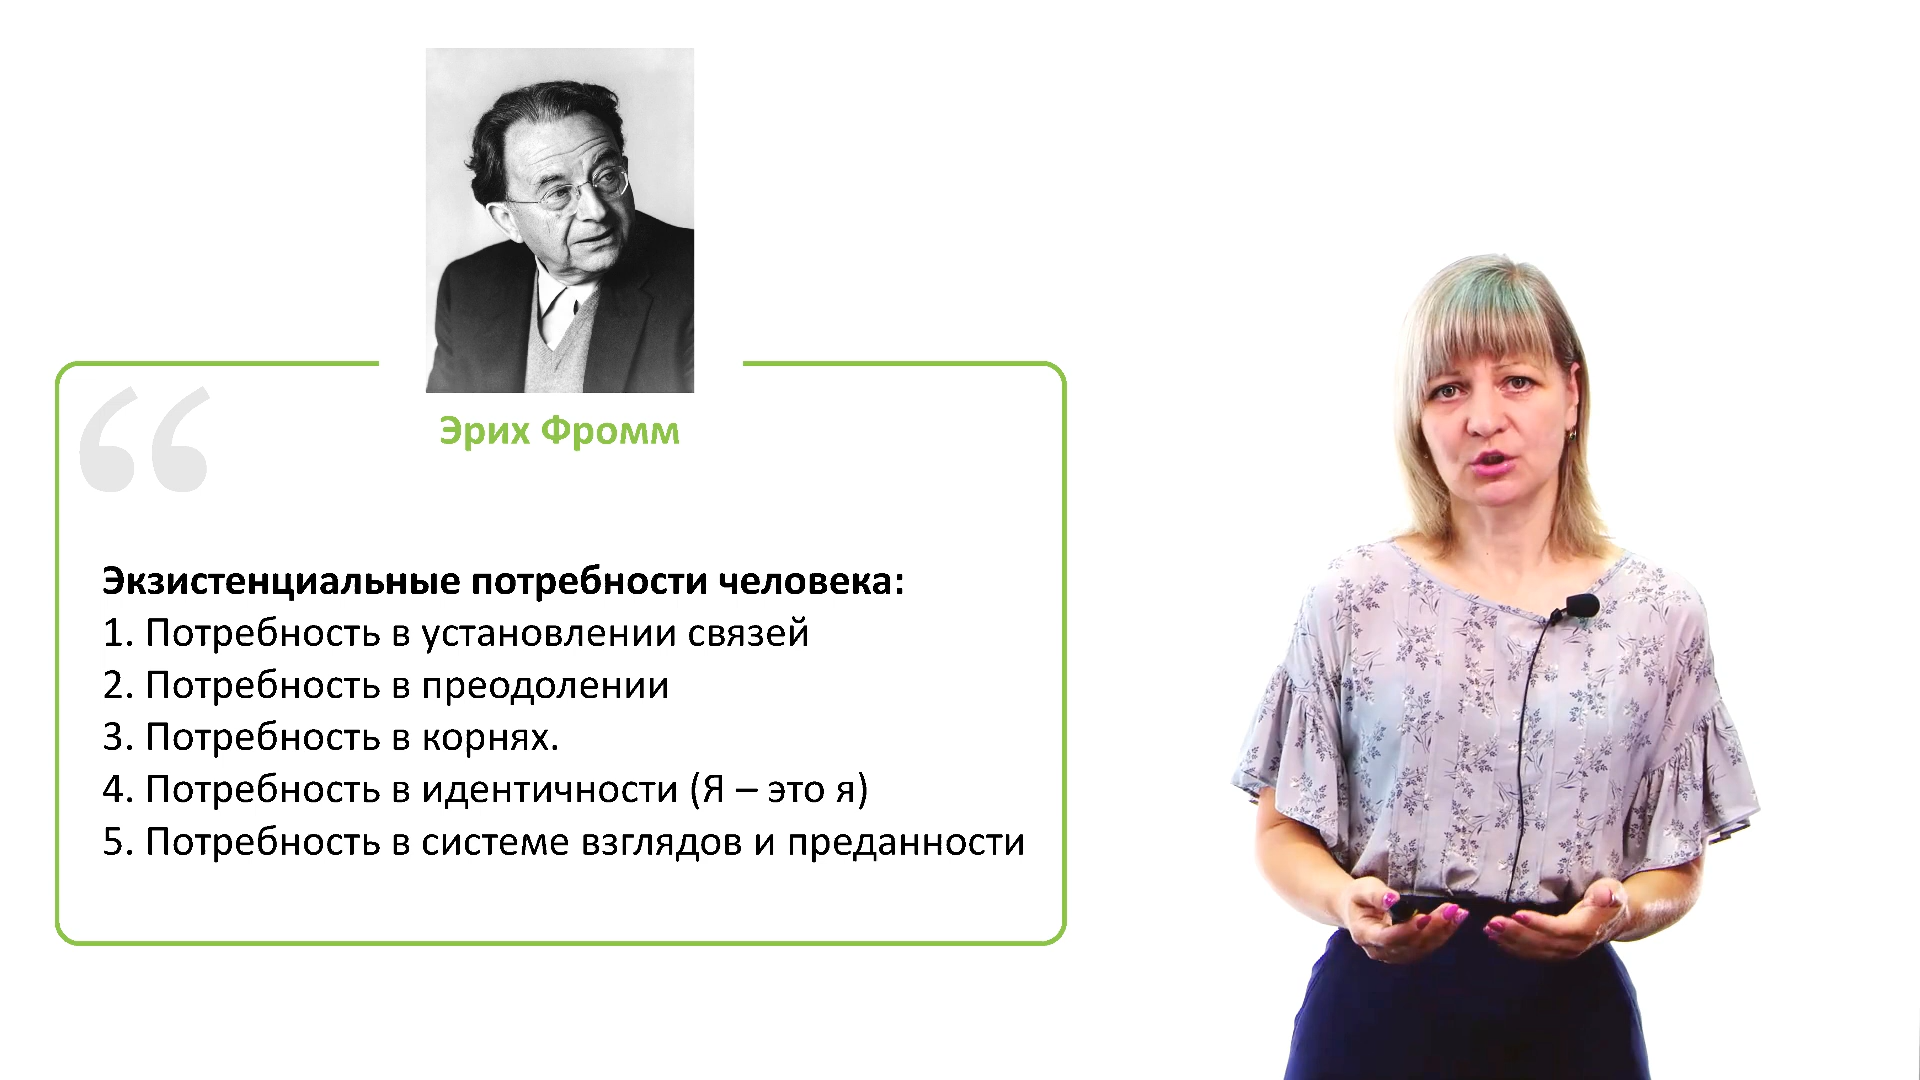 Эрих Фромм
Экзистенциальные потребности человека:
1. Потребность в установлении связей
2. Потребность в преодолении
3. Потребность в корнях.
4. Потребность в идентичности (Я – это я)
5. Потребность в системе взглядов и преданности